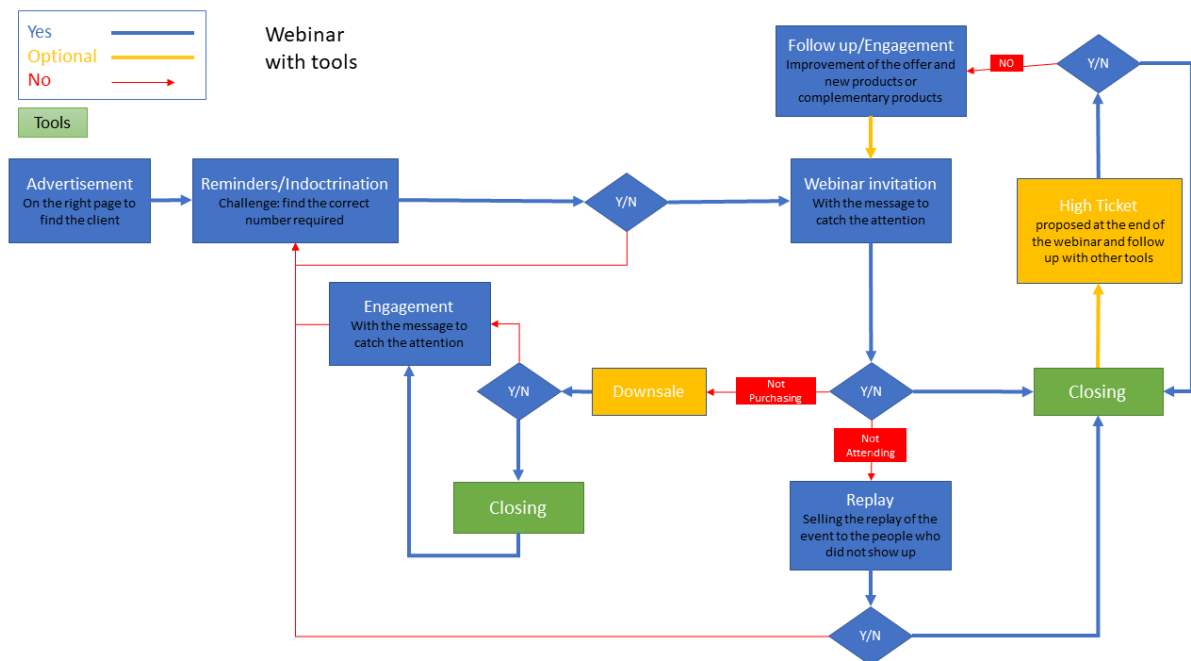 Yes
Optional
No
Tools
Webinar
with tools
Follow up/Engagement
Improvement of the offer and
new products or
complementary products
NO
Y/N
Advertisement
On the right page to
find the client
Reminders/Indoctrination
Challenge: find the correct
number required
Y/N
Webinar invitation
With the message to
catch the attention
High Ticket
proposed at the end of
the webinar and follow
up with other tools
Engagement
With the message to
catch the attention
Y/N
Downsale
Not
Purchasing
Y/N
Closing
Not
Attending
Closing
Replay
Selling the replay of the
event to the people who
did not show up
Y/N